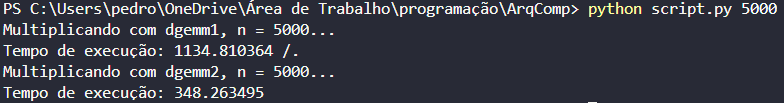 PS C:\Users\pedro\OneDrive\Área de Trabalho\programação\ArqComp> python script.py 5000
Multiplicando com dgemm1, n = 5000...
Tempo de execução: 1134.810364 /.
Multiplicando com dgemm2, n = 5000...
Tempo de execução: 348.263495